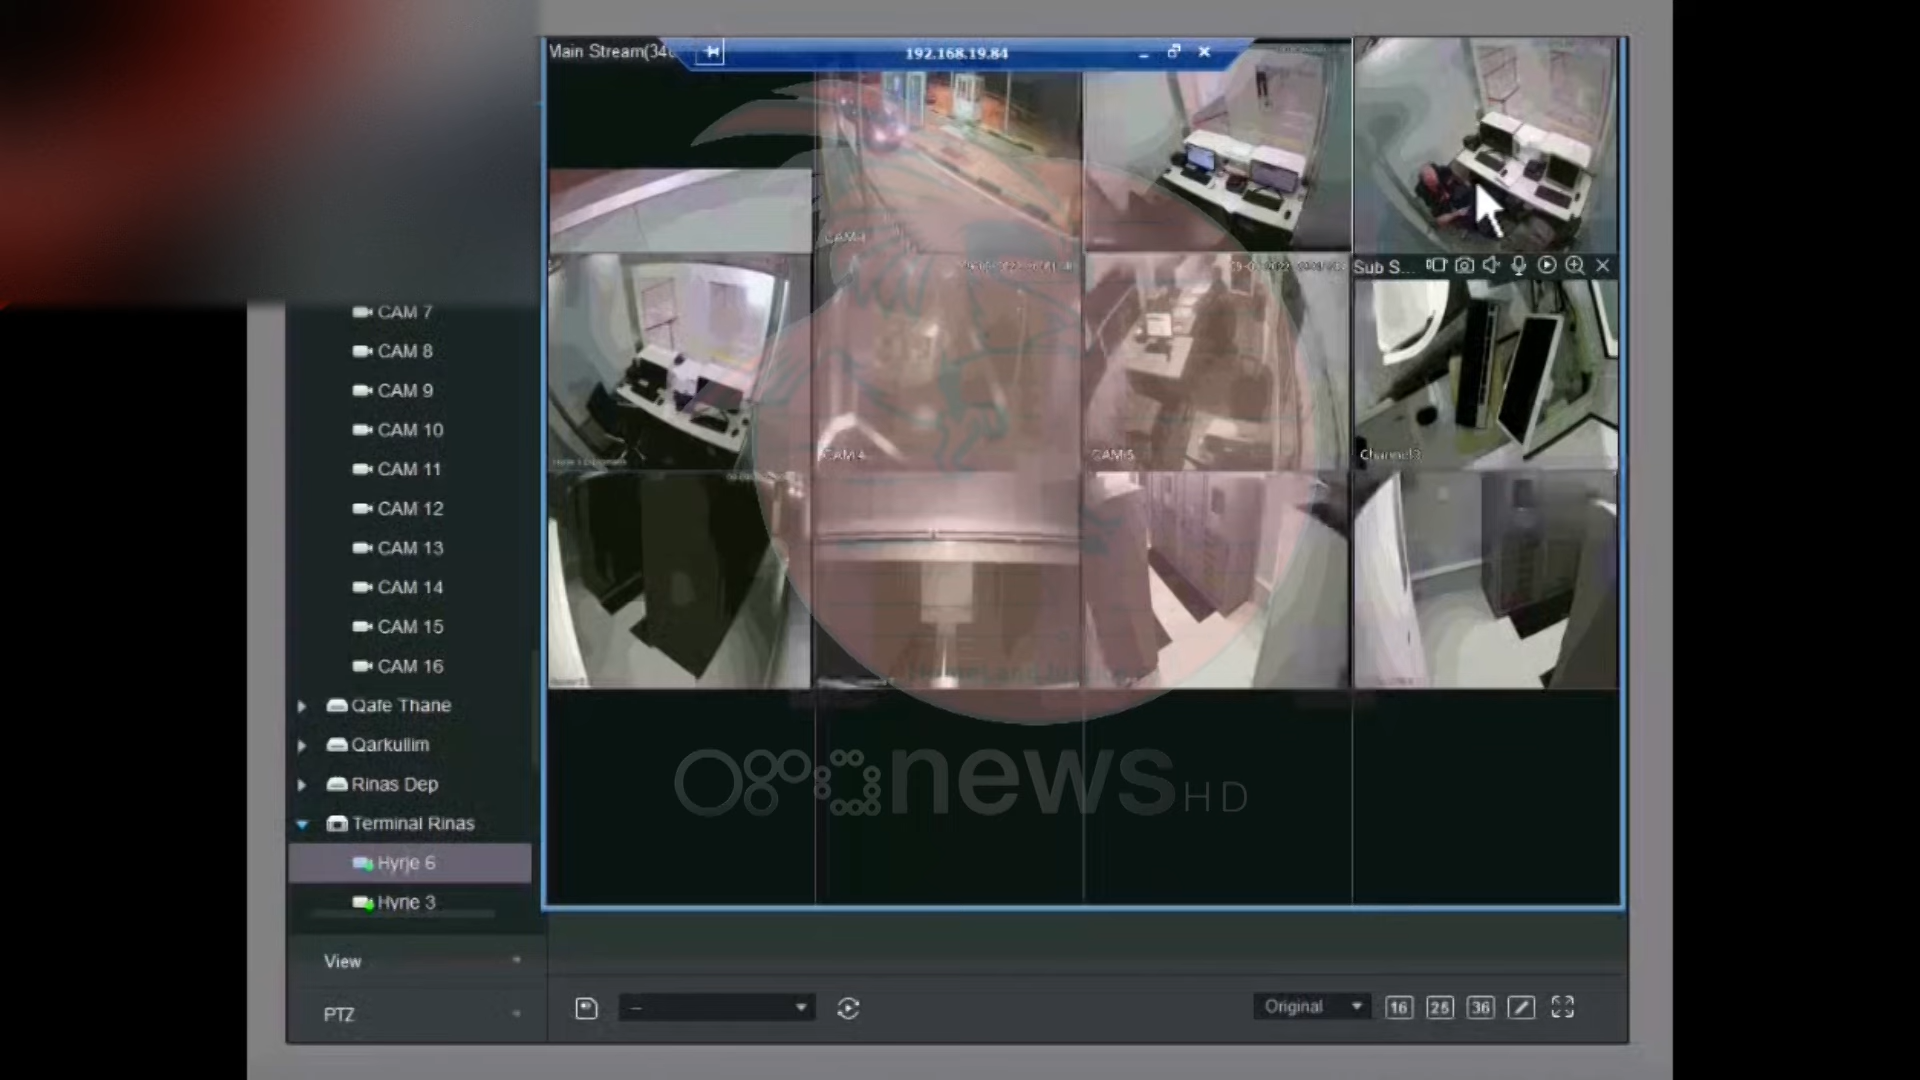 Main Stream(34
192.168.19.84
CAM 4
CAM 5
Sub S...
Channel3
CAM 7
CAM 8
CAM 9
CAM 10
CAM 11
CAM 12
CAM 13
CAM 14
CAM 15
CAM 16
Qafe Thane
Qarkullim
Rinas Dep
Terminal Rinas
Hyrje 6
Hyrje 3
View
PTZ
news HD
Original
16
25
36